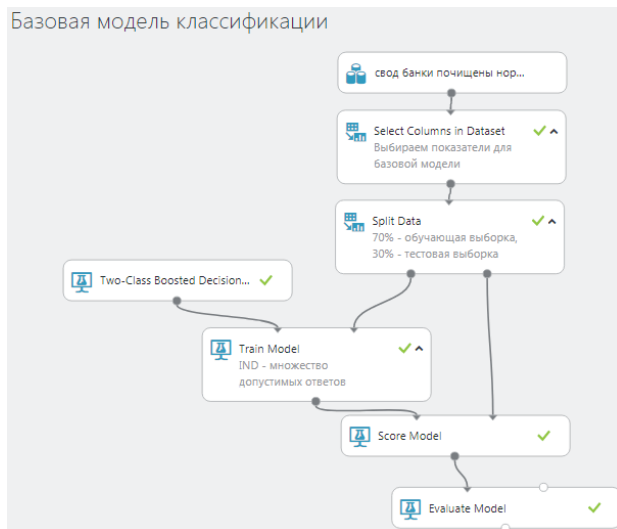 Базовая модель классификации
свод банки почищены нор...
Select Columns in Dataset
Выбираем показатели для
базовой модели
Split Data
70% - обучающая выборка,
30% - тестовая выборка
Two-Class Boosted Decision...
Train Model
IND - множество
допустимых ответов
Score Model
Evaluate Model